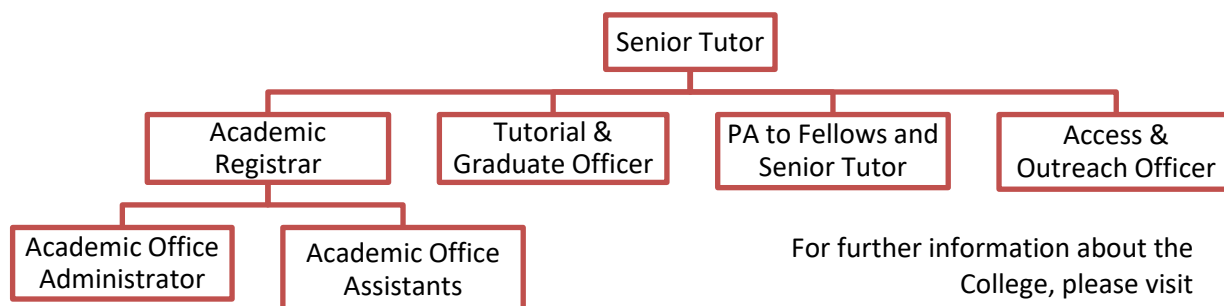 Senior Tutor
Academic
Registrar
Tutorial &
Graduate Officer
PA to Fellows and
Senior Tutor
Access &
Outreach Officer
Academic Office
Administrator
Academic Office
Assistants
For further information about the
College, please visit